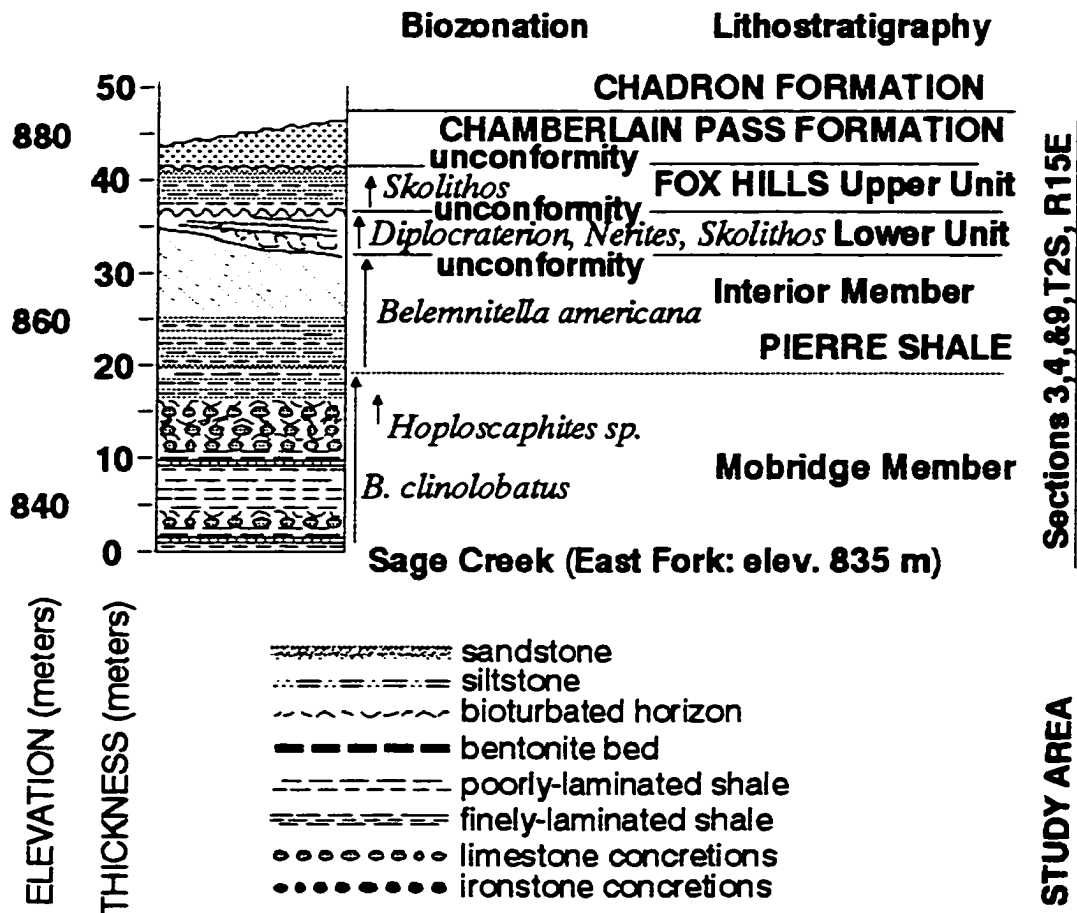 Biozonation Lithostratigraphy
50 CHADRON FORMATION
880 CHAMBERLAIN PASS FORMATION
unconformity
40 Skolithos FOX HILLS Upper Unit
unconformity
Diplocraterion, Nerites, Skolithos Lower Unit
unconformity
30 Interior Member
860 Belemnitella americana
PIERRE SHALE
20
Hoploscaphites sp.
10 Mobridge Member
B. clinolobatus
840
0 Sage Creek (East Fork: elev. 835 m)
Sections 3,4,&9,T2S, R15E
STUDY AREA
ELEVATION (meters)
THICKNESS (meters)
sandstone
siltstone
bioturbated horizon
bentonite bed
poorly-laminated shale
finely-laminated shale
limestone concretions
ironstone concretions